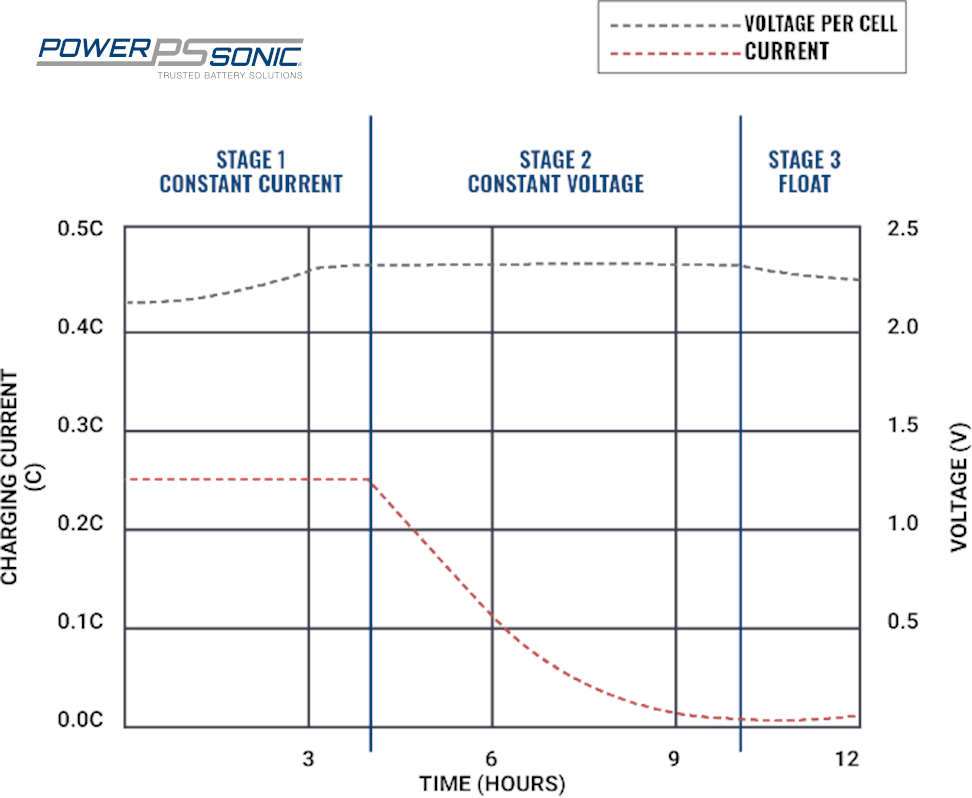 POWER PS SONIC
TRUSTED BATTERY SOLUTIONS
VOLTAGE PER CELL
CURRENT
STAGE 1
CONSTANT CURRENT
STAGE 2
CONSTANT VOLTAGE
STAGE 3
FLOAT
0.5C
0.4C
0.3C
0.2C
0.1C
0.0C
CHARGING CURRENT
(C)
2.5
2.0
1.5
1.0
0.5
VOLTAGE (V)
3 6 9 12
TIME (HOURS)